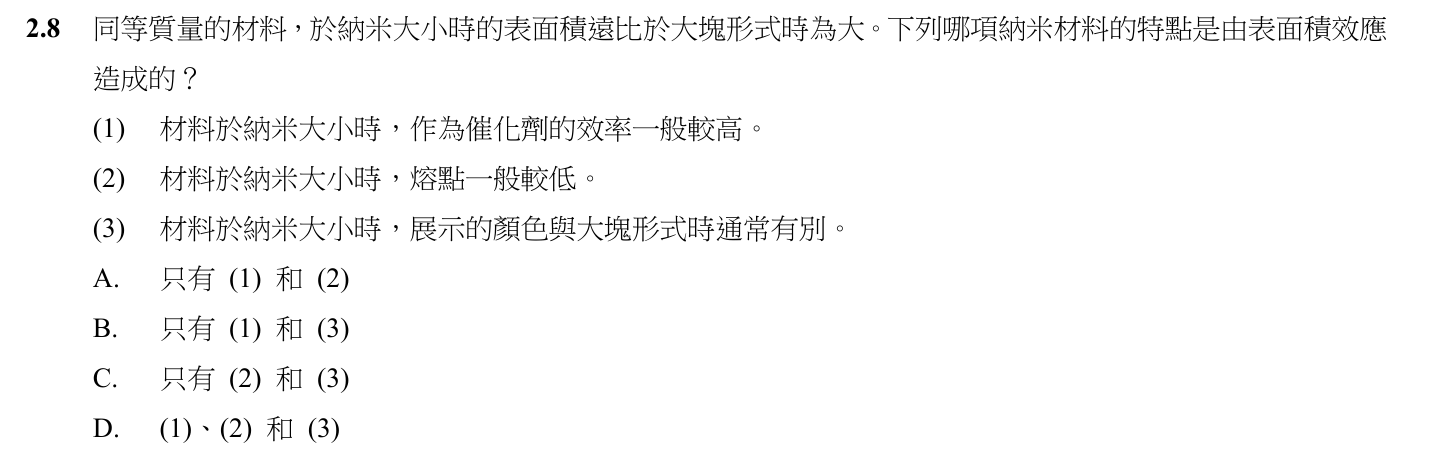 2.8 同等質量的材料，於納米大小時的表面積遠比於大塊形式時為大。下列哪項納米材料的特點是由表面積效應
造成的？
(1) 材料於納米大小時，作為催化劑的效率一般較高。
(2) 材料於納米大小時，熔點一般較低。
(3) 材料於納米大小時，展示的顏色與大塊形式時通常有別。
A. 只有 (1) 和 (2)
B. 只有 (1) 和 (3)
C. 只有 (2) 和 (3)
D. (1)、(2) 和 (3)